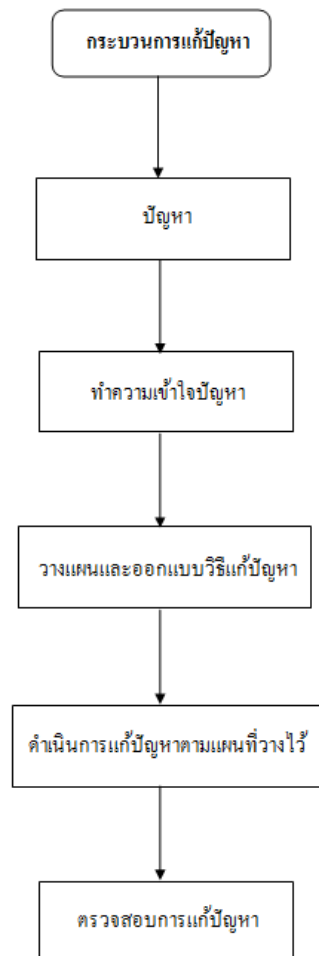 กระบวนการแก้ปัญหา
ปัญหา
ทำความเข้าใจปัญหา
วางแผนและออกแบบวิธีแก้ปัญหา
ดำเนินการแก้ปัญหาตามแผนที่วางไว้
ตรวจสอบการแก้ปัญหา